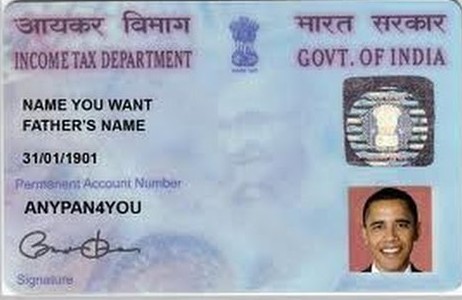 आयकर विभाग
INCOME TAX DEPARTMENT
भारत सरकार
GOVT. OF INDIA
NAME YOU WANT
FATHER'S NAME
31/01/1901
Permanent Account Number
ANYPAN4YOU
Signature